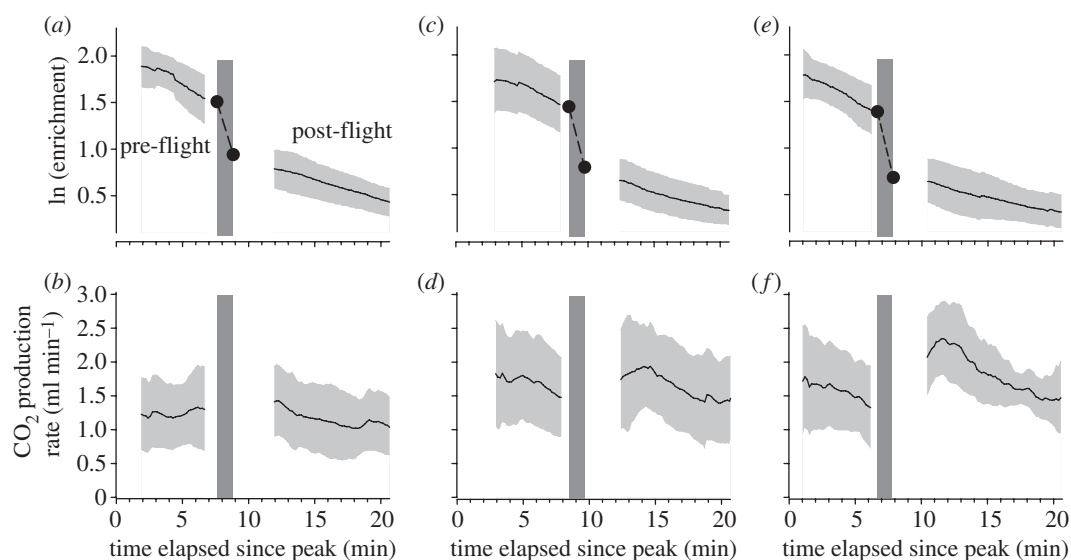 (a)
(c)
(e)
ln (enrichment)
2.0
1.5
1.0
0.5
pre-flight
post-flight
(b)
(d)
(f)
CO2 production
rate (ml min–1)
3.0
2.5
2.0
1.5
1.0
0.5
0
0 5 10 15 20
0 5 10 15 20
0 5 10 15 20
time elapsed since peak (min)
time elapsed since peak (min)
time elapsed since peak (min)